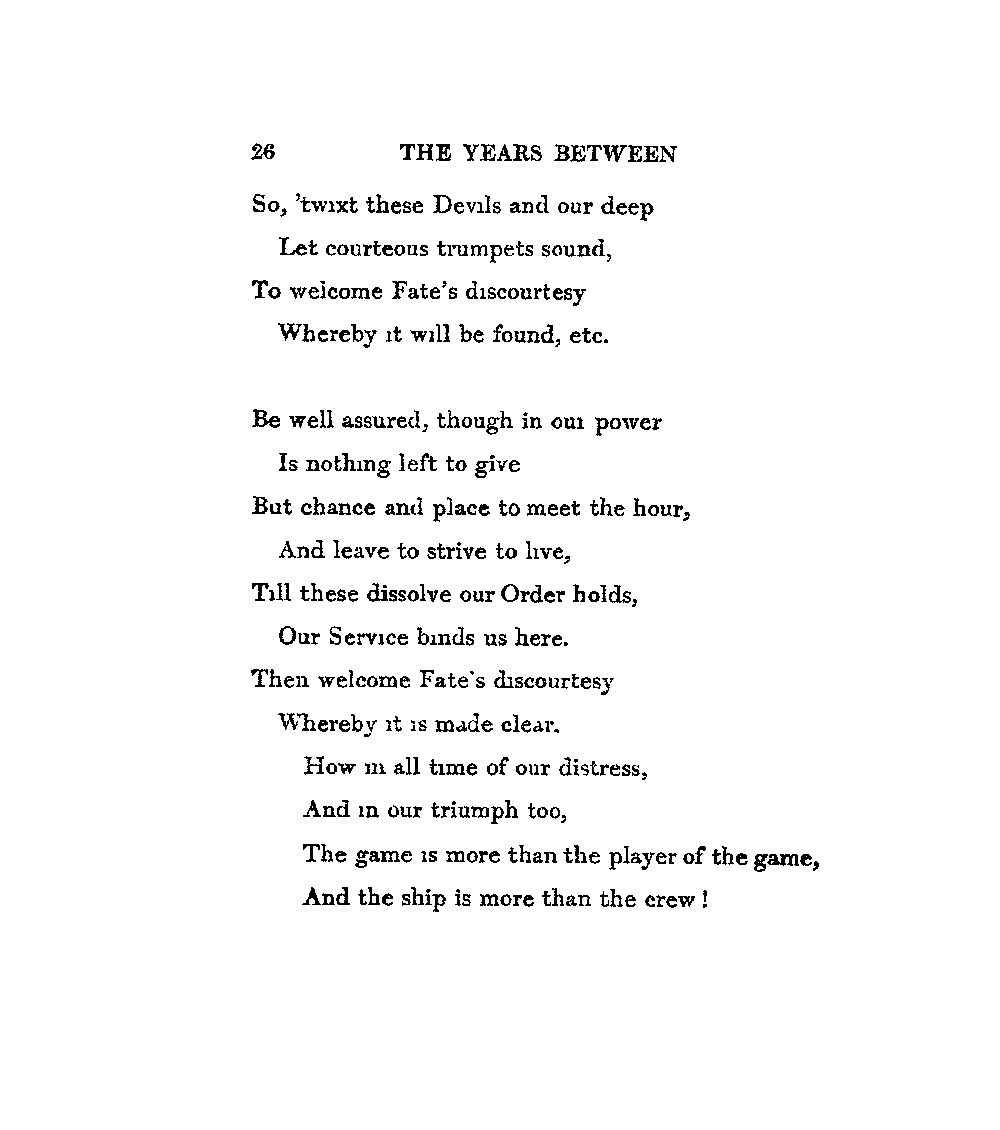 26 THE YEARS BETWEEN
So, 'twixt these Devils and our deep
Let courteous trumpets sound,
To welcome Fate's discourtesy
Whereby it will be found, etc.
Be well assured, though in our power
Is nothing left to give
But chance and place to meet the hour,
And leave to strive to live,
Till these dissolve our Order holds,
Our Service binds us here.
Then welcome Fate's discourtesy
Whereby it is made clear.
How in all time of our distress,
And in our triumph too,
The game is more than the player of the game,
And the ship is more than the crew !